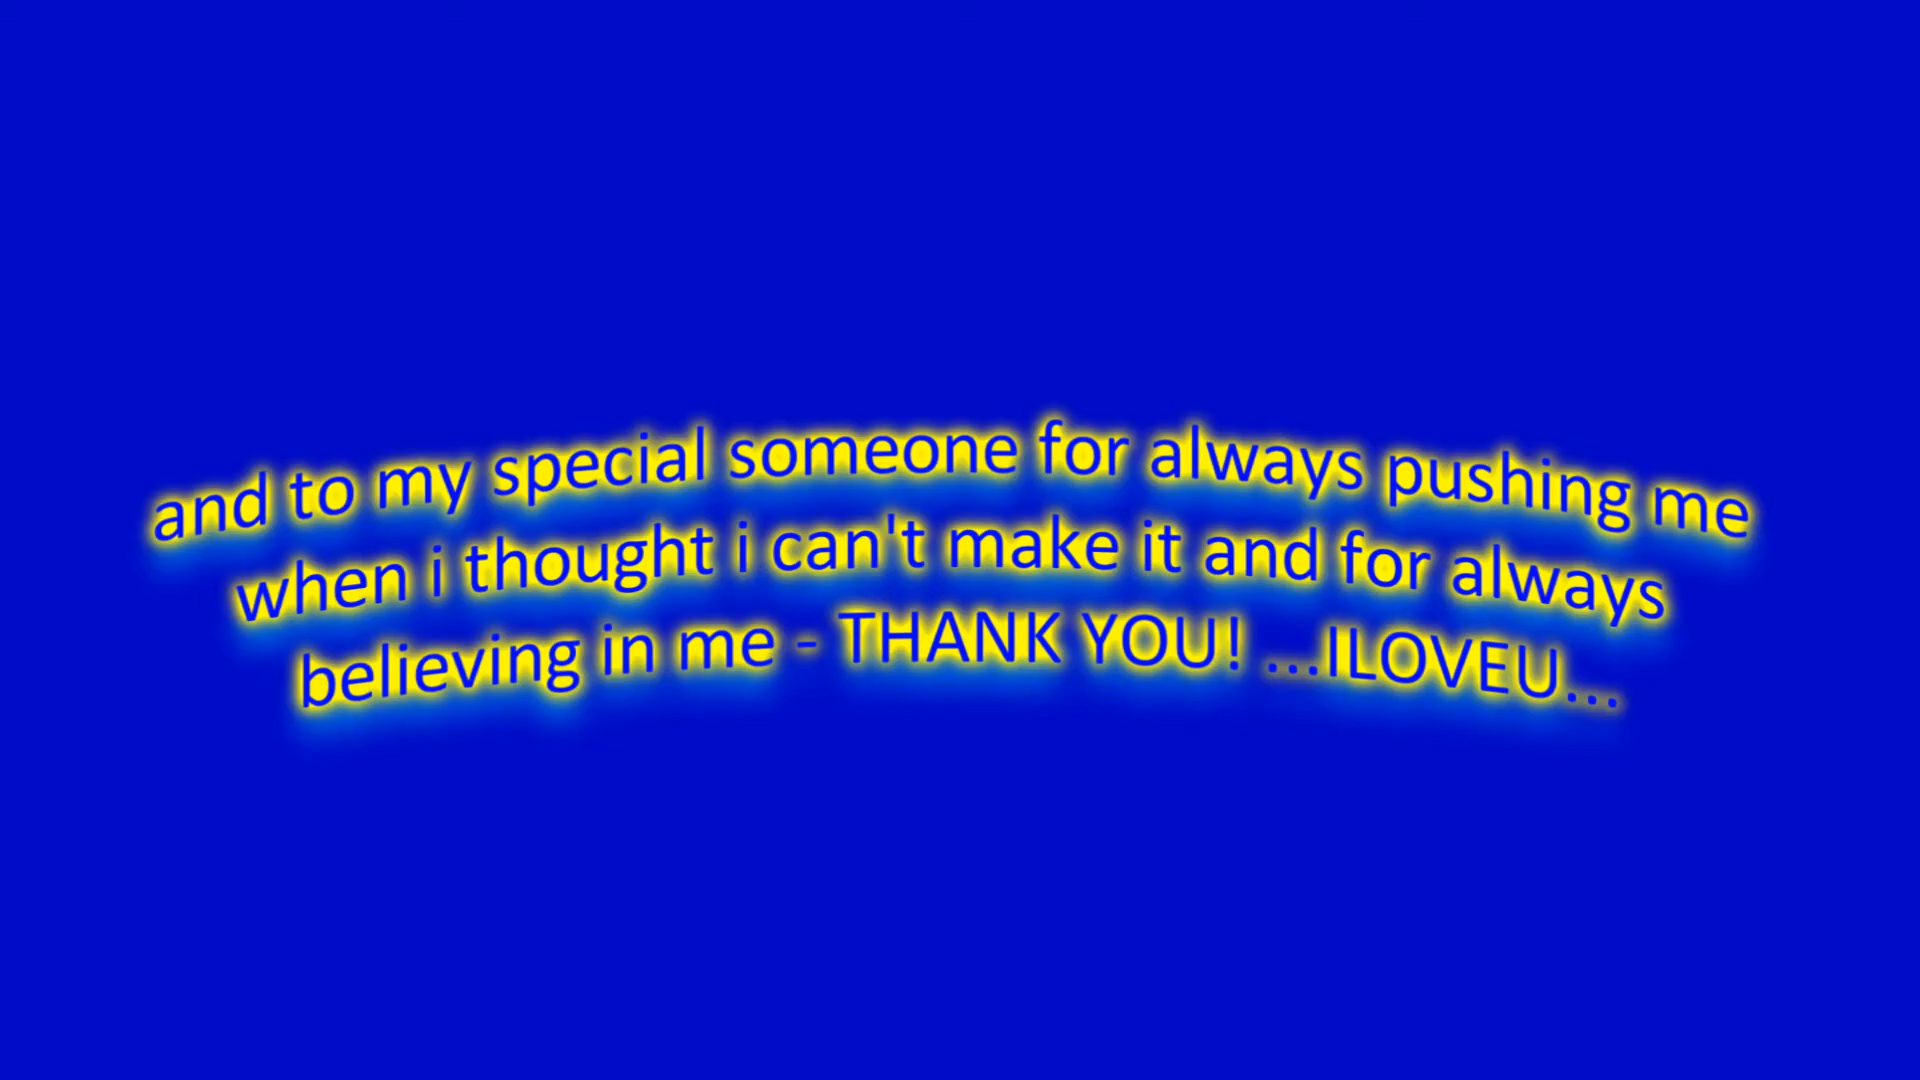 and to my special someone for always pushing me
when i thought i can't make it and for always
believing in me - THANK YOU! ...ILOVEU...